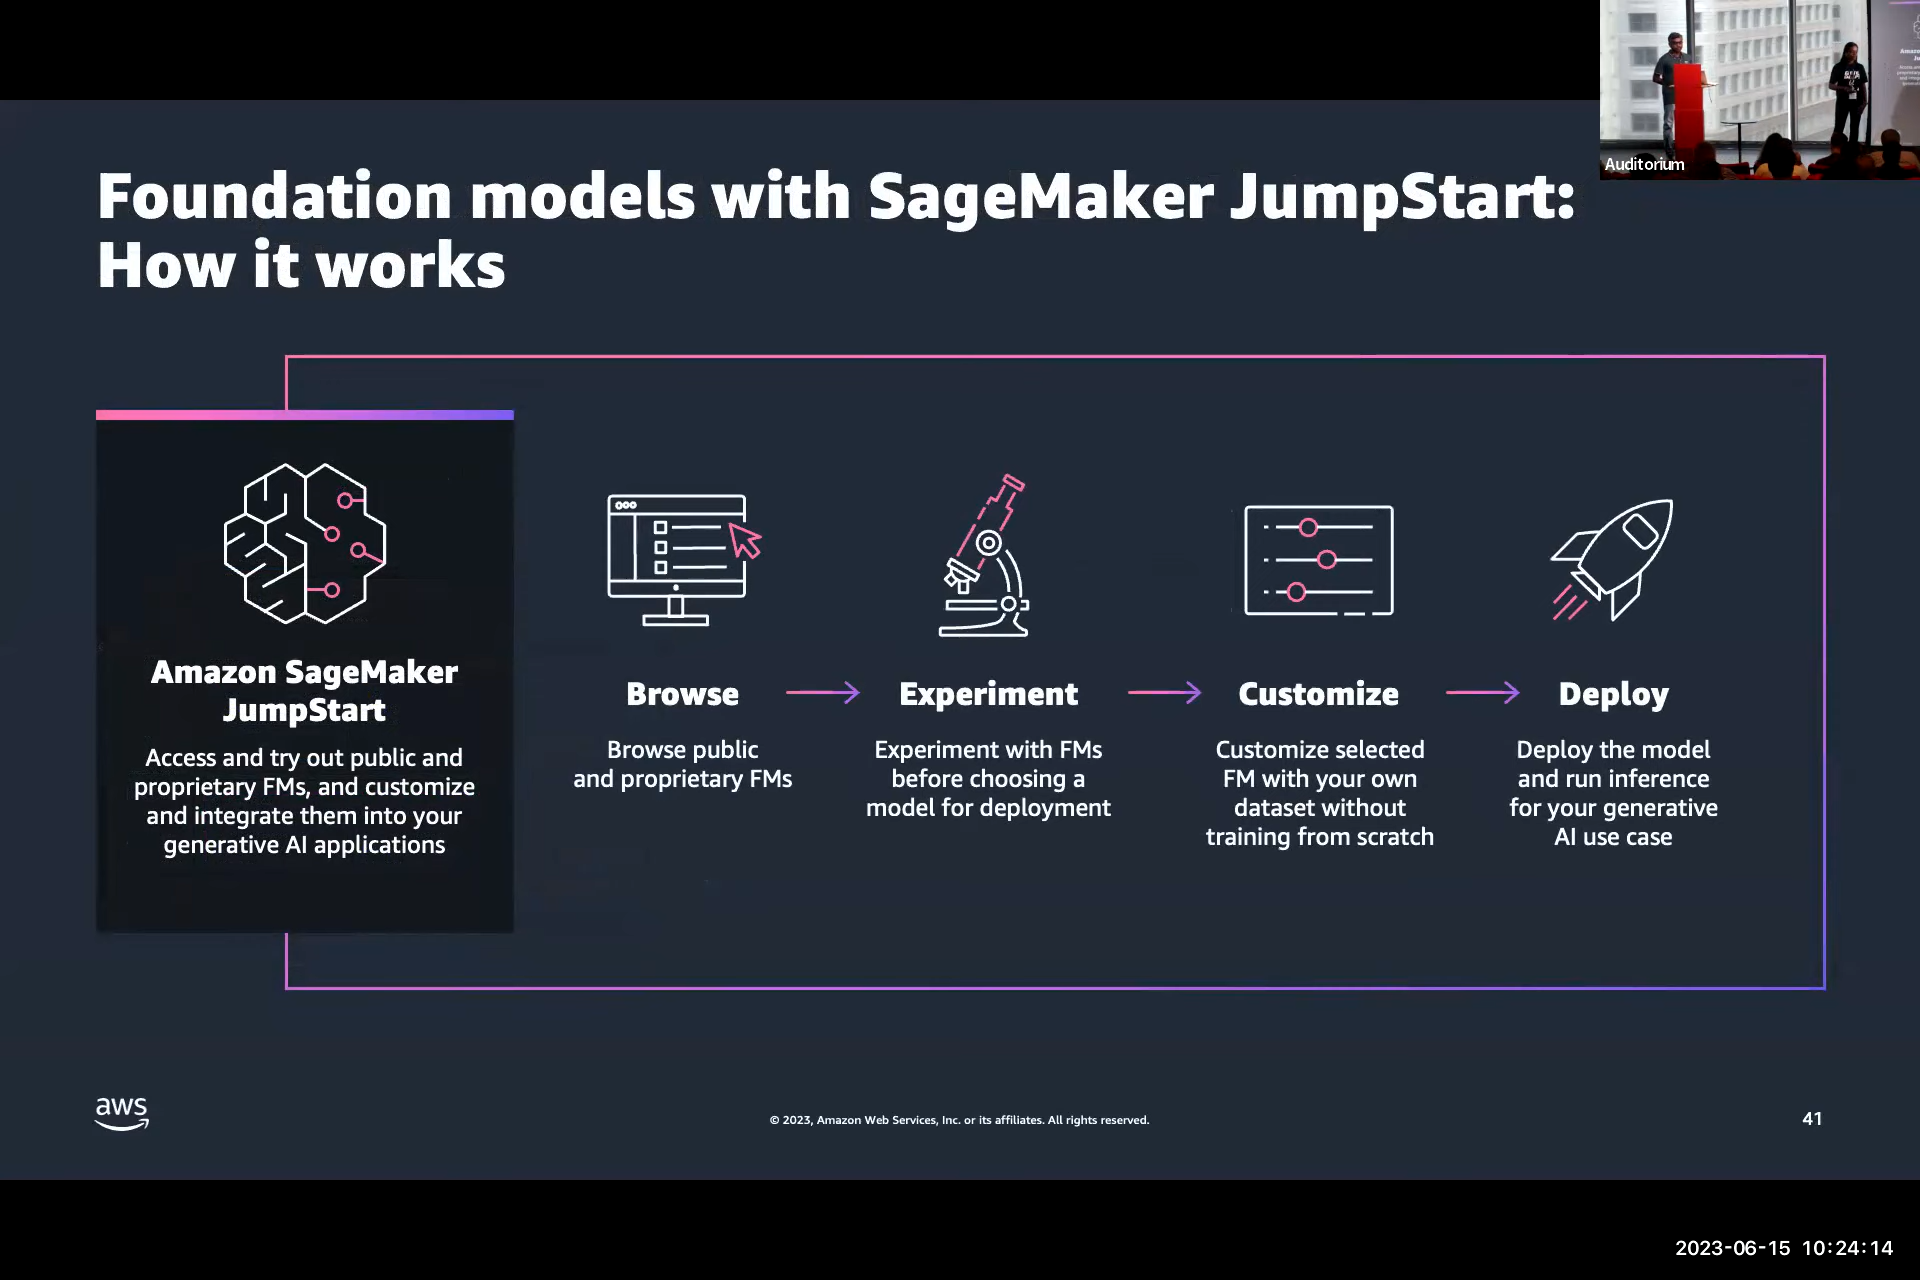 Auditorium
Foundation models with SageMaker JumpStart:
How it works
Amazon SageMaker
JumpStart
Access and try out public and
proprietary FMs, and customize
and integrate them into your
generative AI applications
Browse
Browse public
and proprietary FMs
Experiment
Experiment with FMs
before choosing a
model for deployment
Customize
Customize selected
FM with your own
dataset without
training from scratch
Deploy
Deploy the model
and run inference
for your generative
AI use case
aws
© 2023, Amazon Web Services, Inc. or its affiliates. All rights reserved.
41
2023-06-15 10:24:14